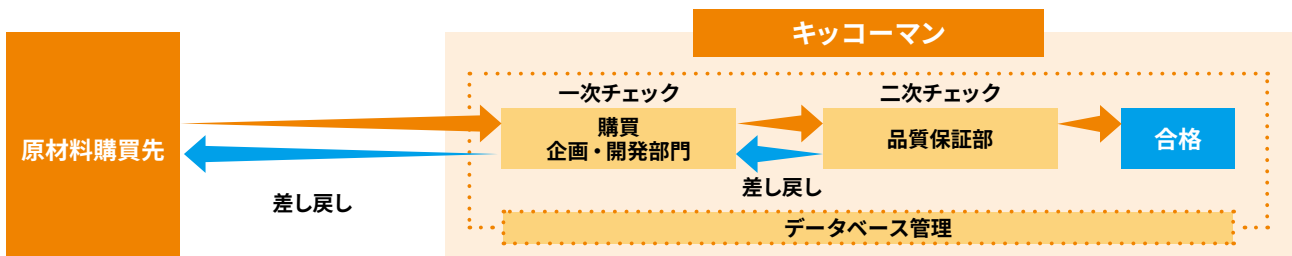 キッコーマン
一次チェック
二次チェック
原材料購買先
購買
企画・開発部門
品質保証部
合格
差し戻し
差し戻し
データベース管理